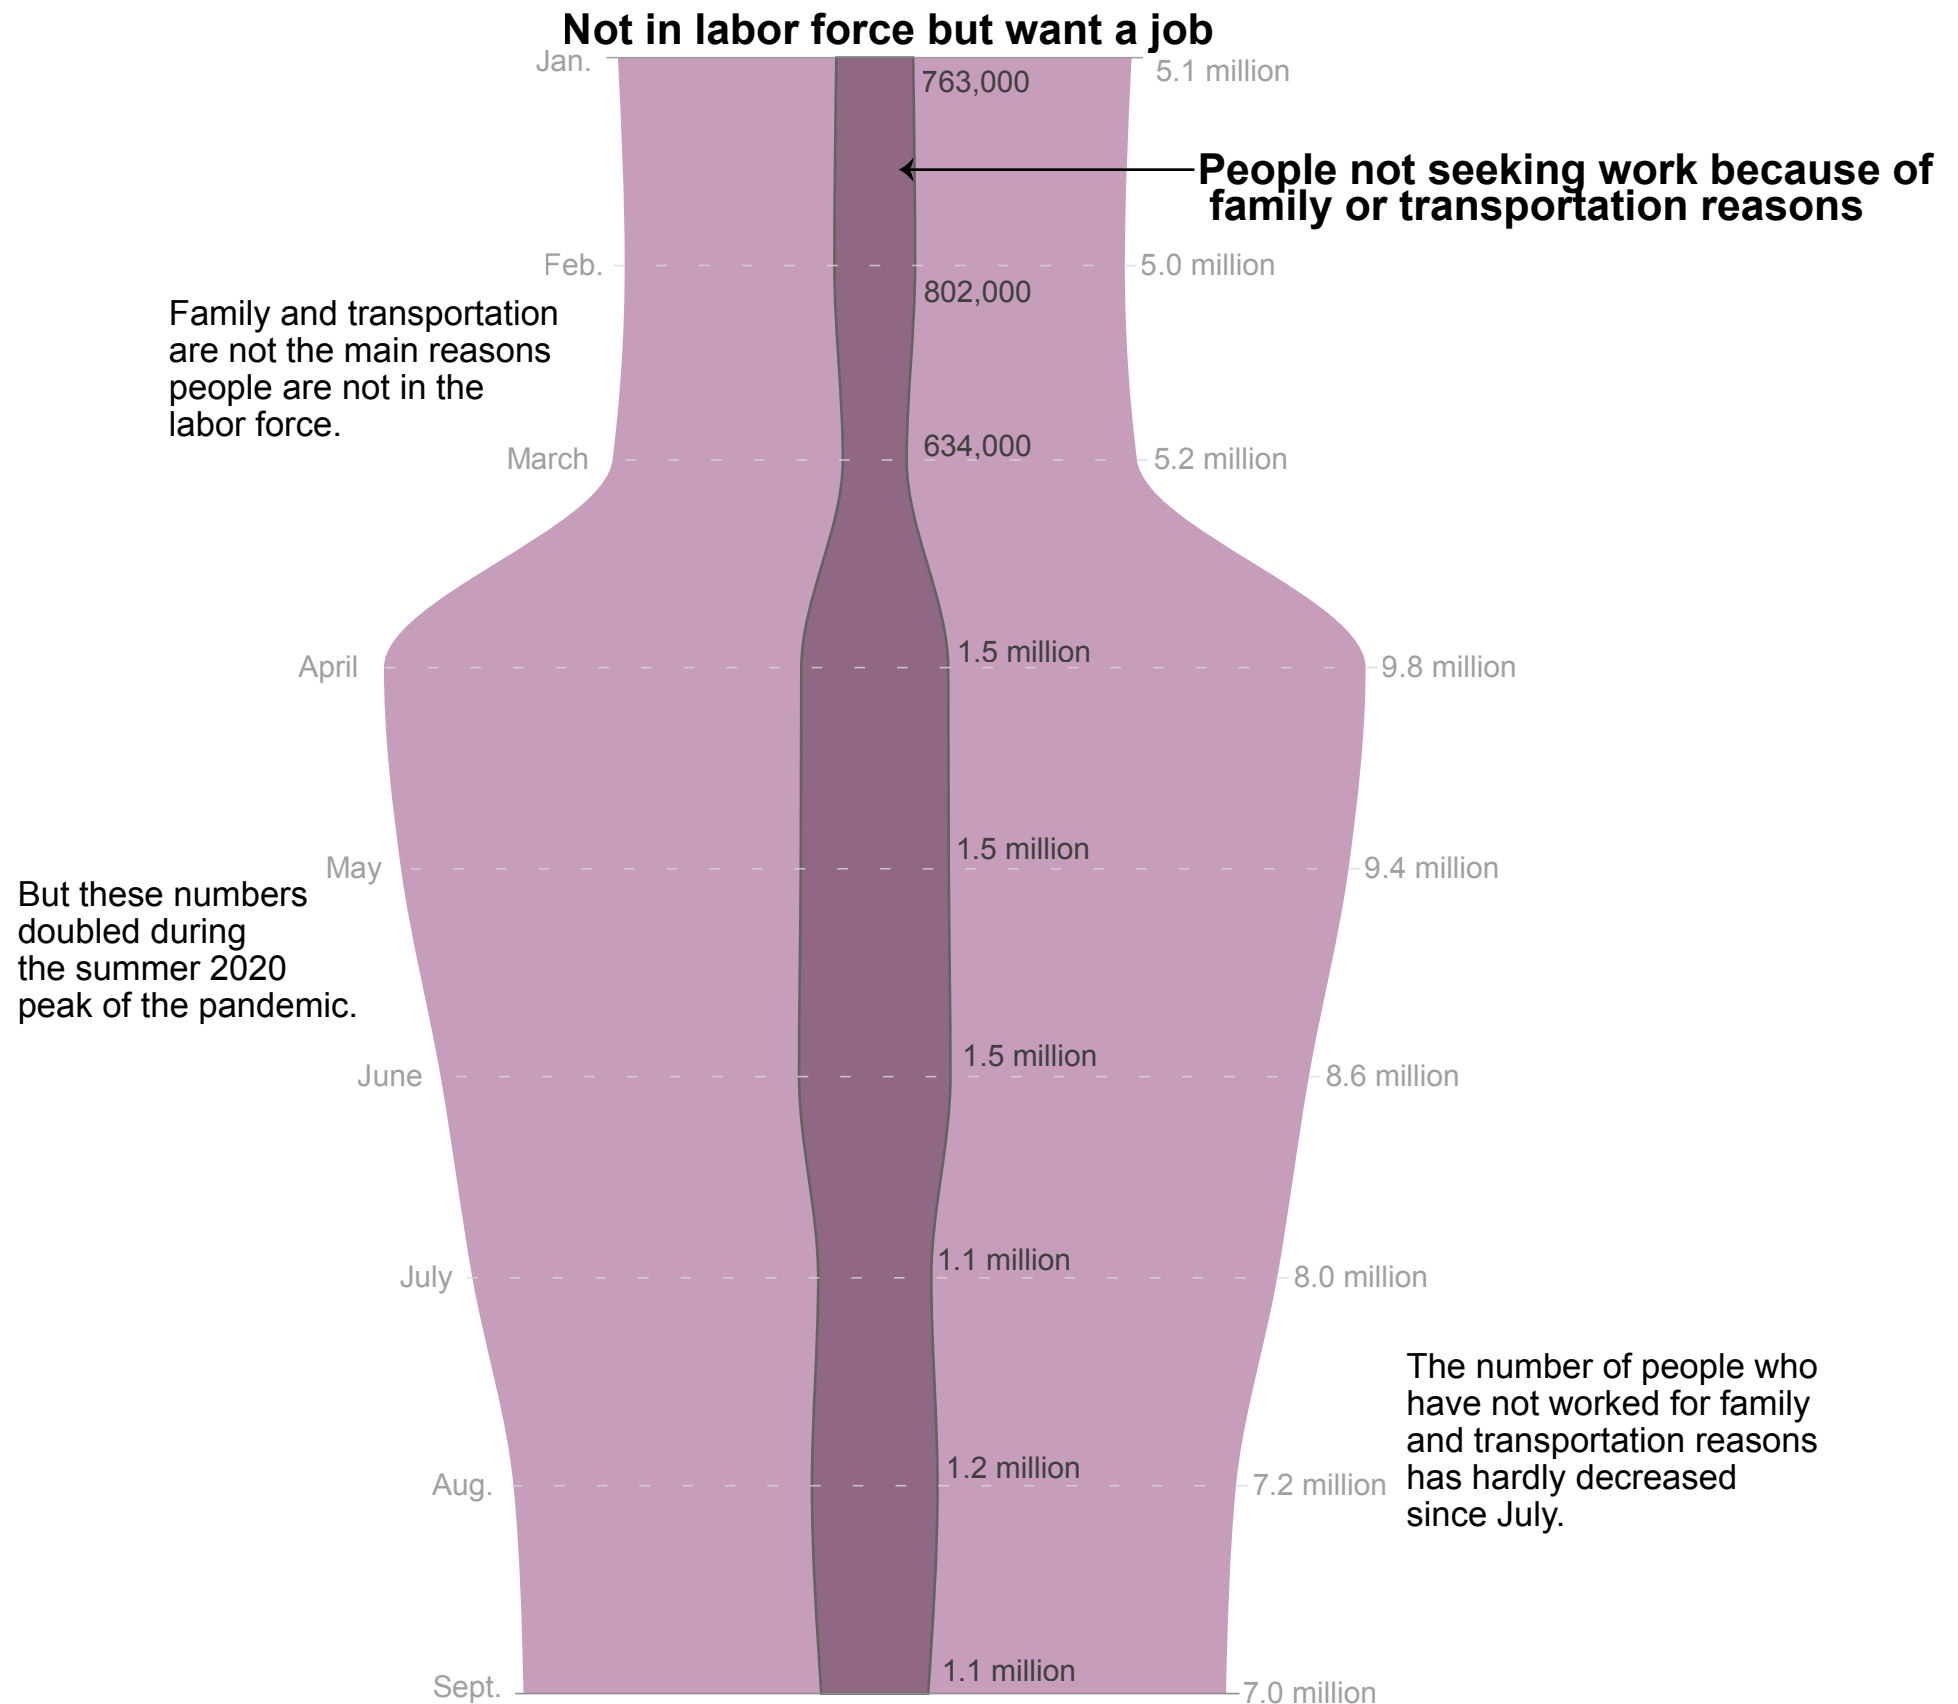 Not in labor force but want a job
Jan.
5.1 million
763,000
People not seeking work because of
family or transportation reasons
Feb.
5.0 million
802,000
Family and transportation
are not the main reasons
people are not in the
labor force.
March
634,000
5.2 million
April
1.5 million
9.8 million
May
1.5 million
9.4 million
But these numbers
doubled during
the summer 2020
peak of the pandemic.
June
1.5 million
8.6 million
July
1.1 million
8.0 million
The number of people who
have not worked for family
and transportation reasons
has hardly decreased
since July.
Aug.
1.2 million
7.2 million
Sept.
1.1 million
7.0 million